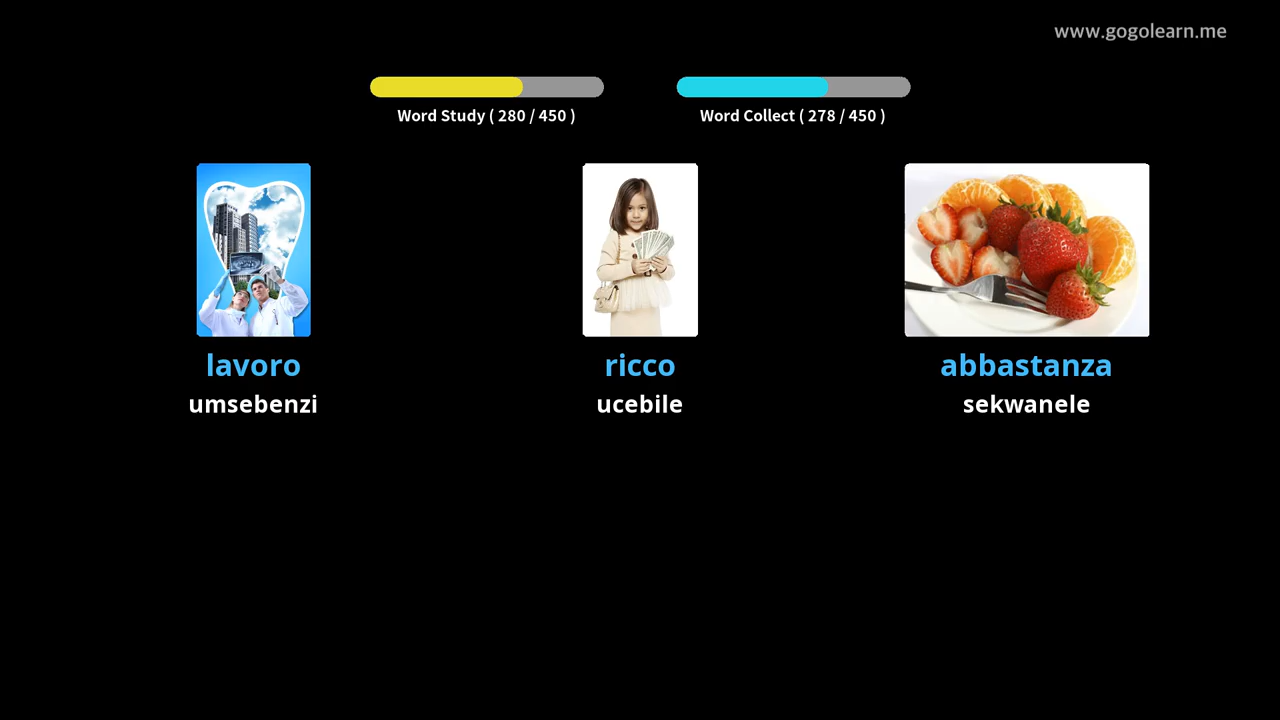 www.gogolearn.me
Word Study ( 280 / 450 )
Word Collect ( 278 / 450 )
lavoro
umsebenzi
ricco
ucebile
abbastanza
sekwanele